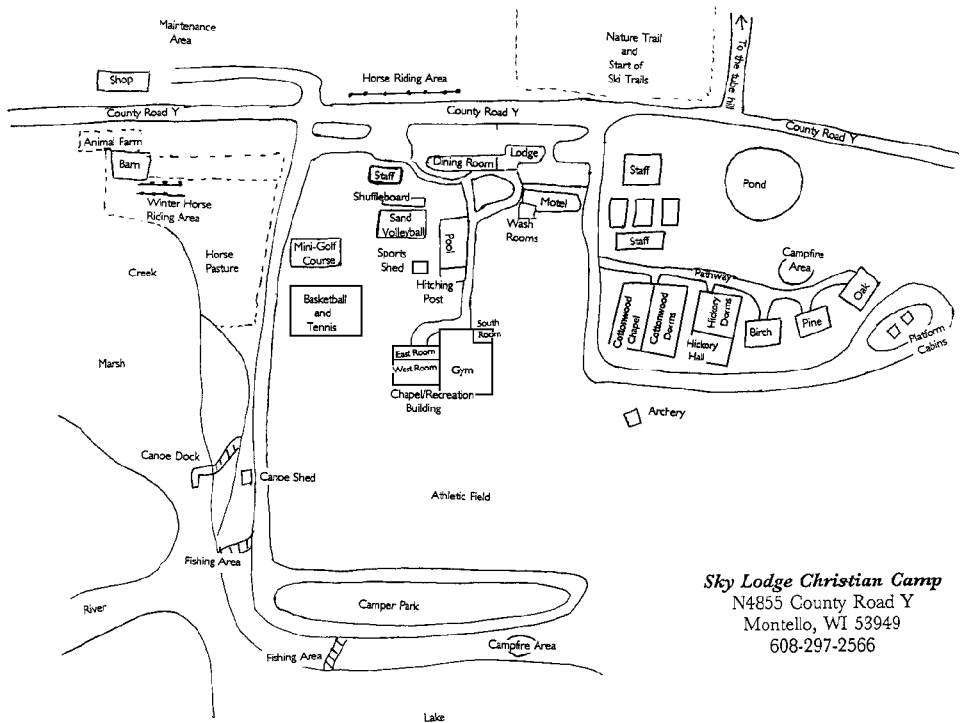 Maintenance
Area
Shop
Horse Riding Area
Nature Trail
and
Start of
Ski Trails
To the tube hill
County Road Y
County Road Y
County Road Y
Animal Farm
Barn
Winter Horse
Riding Area
Horse
Pasture
Creek
Marsh
Dining Room
Lodge
Staff
Shuffleboard
Sand
Volleyball
Pool
Motel
Wash
Rooms
Mini-Golf
Course
Sports
Shed
Hitching
Post
Basketball
and
Tennis
South
Room
East Room
West Room
Gym
Chapel/Recreation
Building
Staff
Staff
Pond
Campfire
Area
Pathway
Cottonwood
Chapel
Cottonwood
Dorms
Hickory
Dorms
Hickory
Hall
Birch
Pine
Oak
Platform
Cabins
Archery
Canoe Dock
Canoe Shed
Athletic Field
Fishing Area
River
Camper Park
Fishing Area
Campfire Area
Lake
Sky Lodge Christian Camp
N4855 County Road Y
Montello, WI 53949
608-297-2566